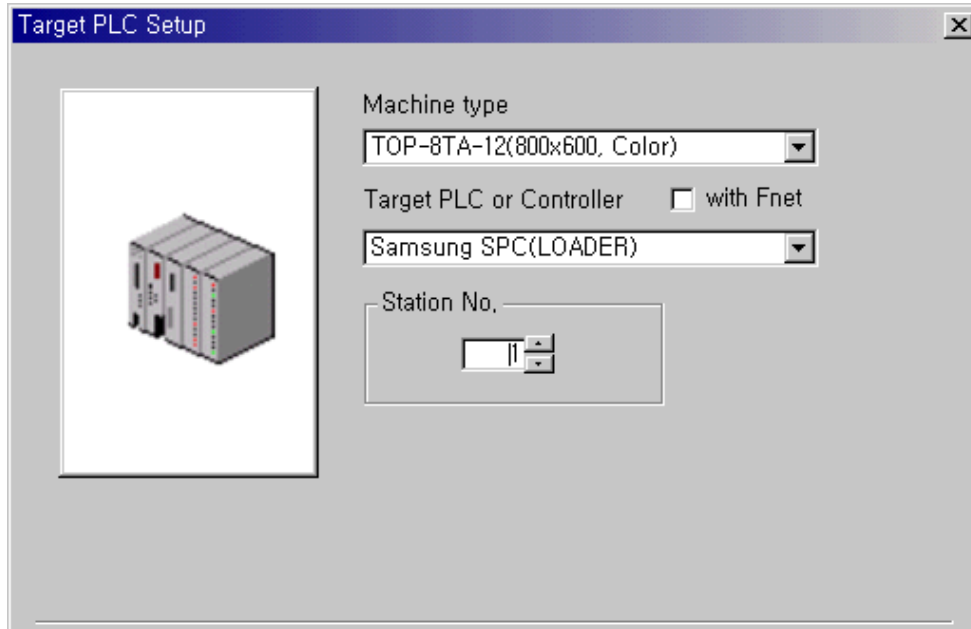 Target PLC Setup
Machine type
TOP-8TA-12(800x600, Color)
Target PLC or Controller with Fnet
Samsung SPC(LOADER)
Station No.
1